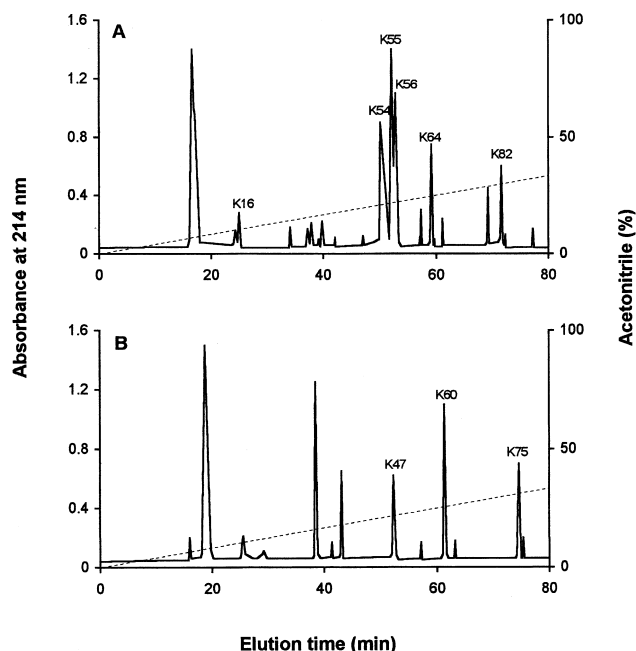 A
1.6
1.2
0.8
0.4
0
100
50
0
K16
K54
K55
K56
K64
K82
0
20
40
60
80
B
1.6
1.2
0.8
0.4
0
100
50
0
K47
K60
K75
0
20
40
60
80
Absorbance at 214 nm
Acetonitrile (%)
Elution time (min)